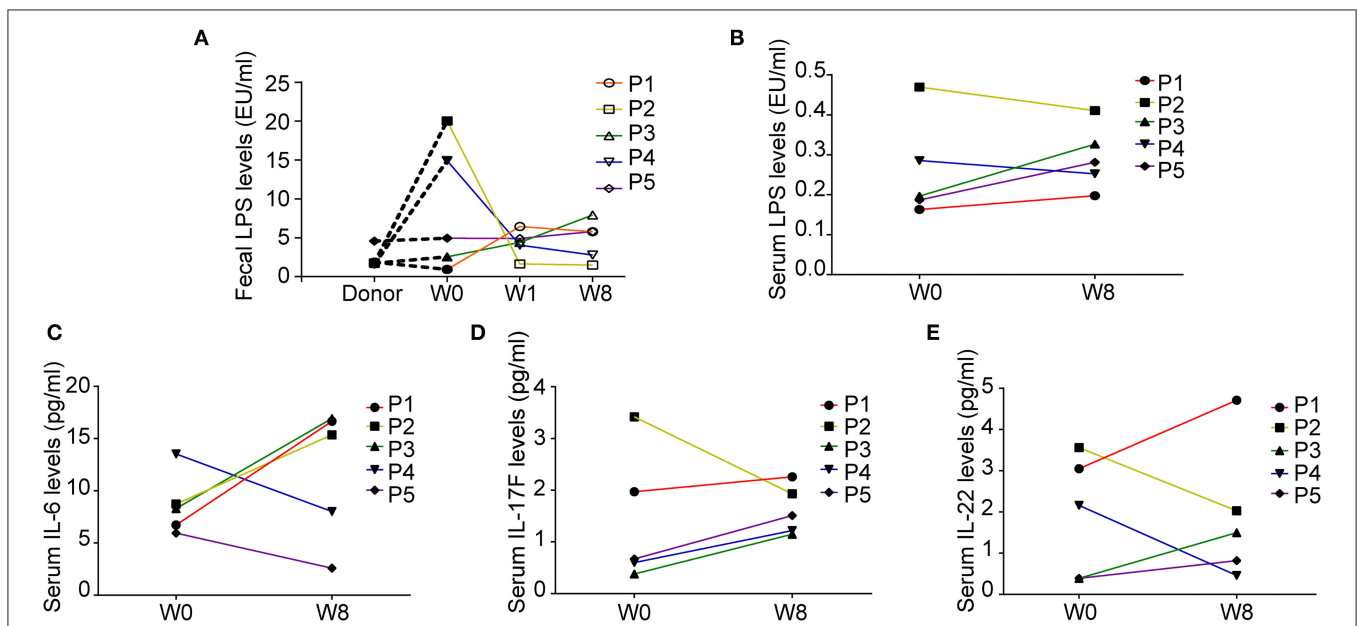 A
Fecal LPS levels (EU/ml)
25
20
15
10
5
0
Donor W0 W1 W8
P1
P2
P3
P4
P5
B
Serum LPS levels (EU/ml)
0.5
0.4
0.3
0.2
0.1
0.0
W0 W8
P1
P2
P3
P4
P5
C
Serum IL-6 levels (pg/ml)
20
15
10
5
0
W0 W8
P1
P2
P3
P4
P5
D
Serum IL-17F levels (pg/ml)
4
3
2
1
0
W0 W8
P1
P2
P3
P4
P5
E
Serum IL-22 levels (pg/ml)
5
4
3
2
1
0
W0 W8
P1
P2
P3
P4
P5